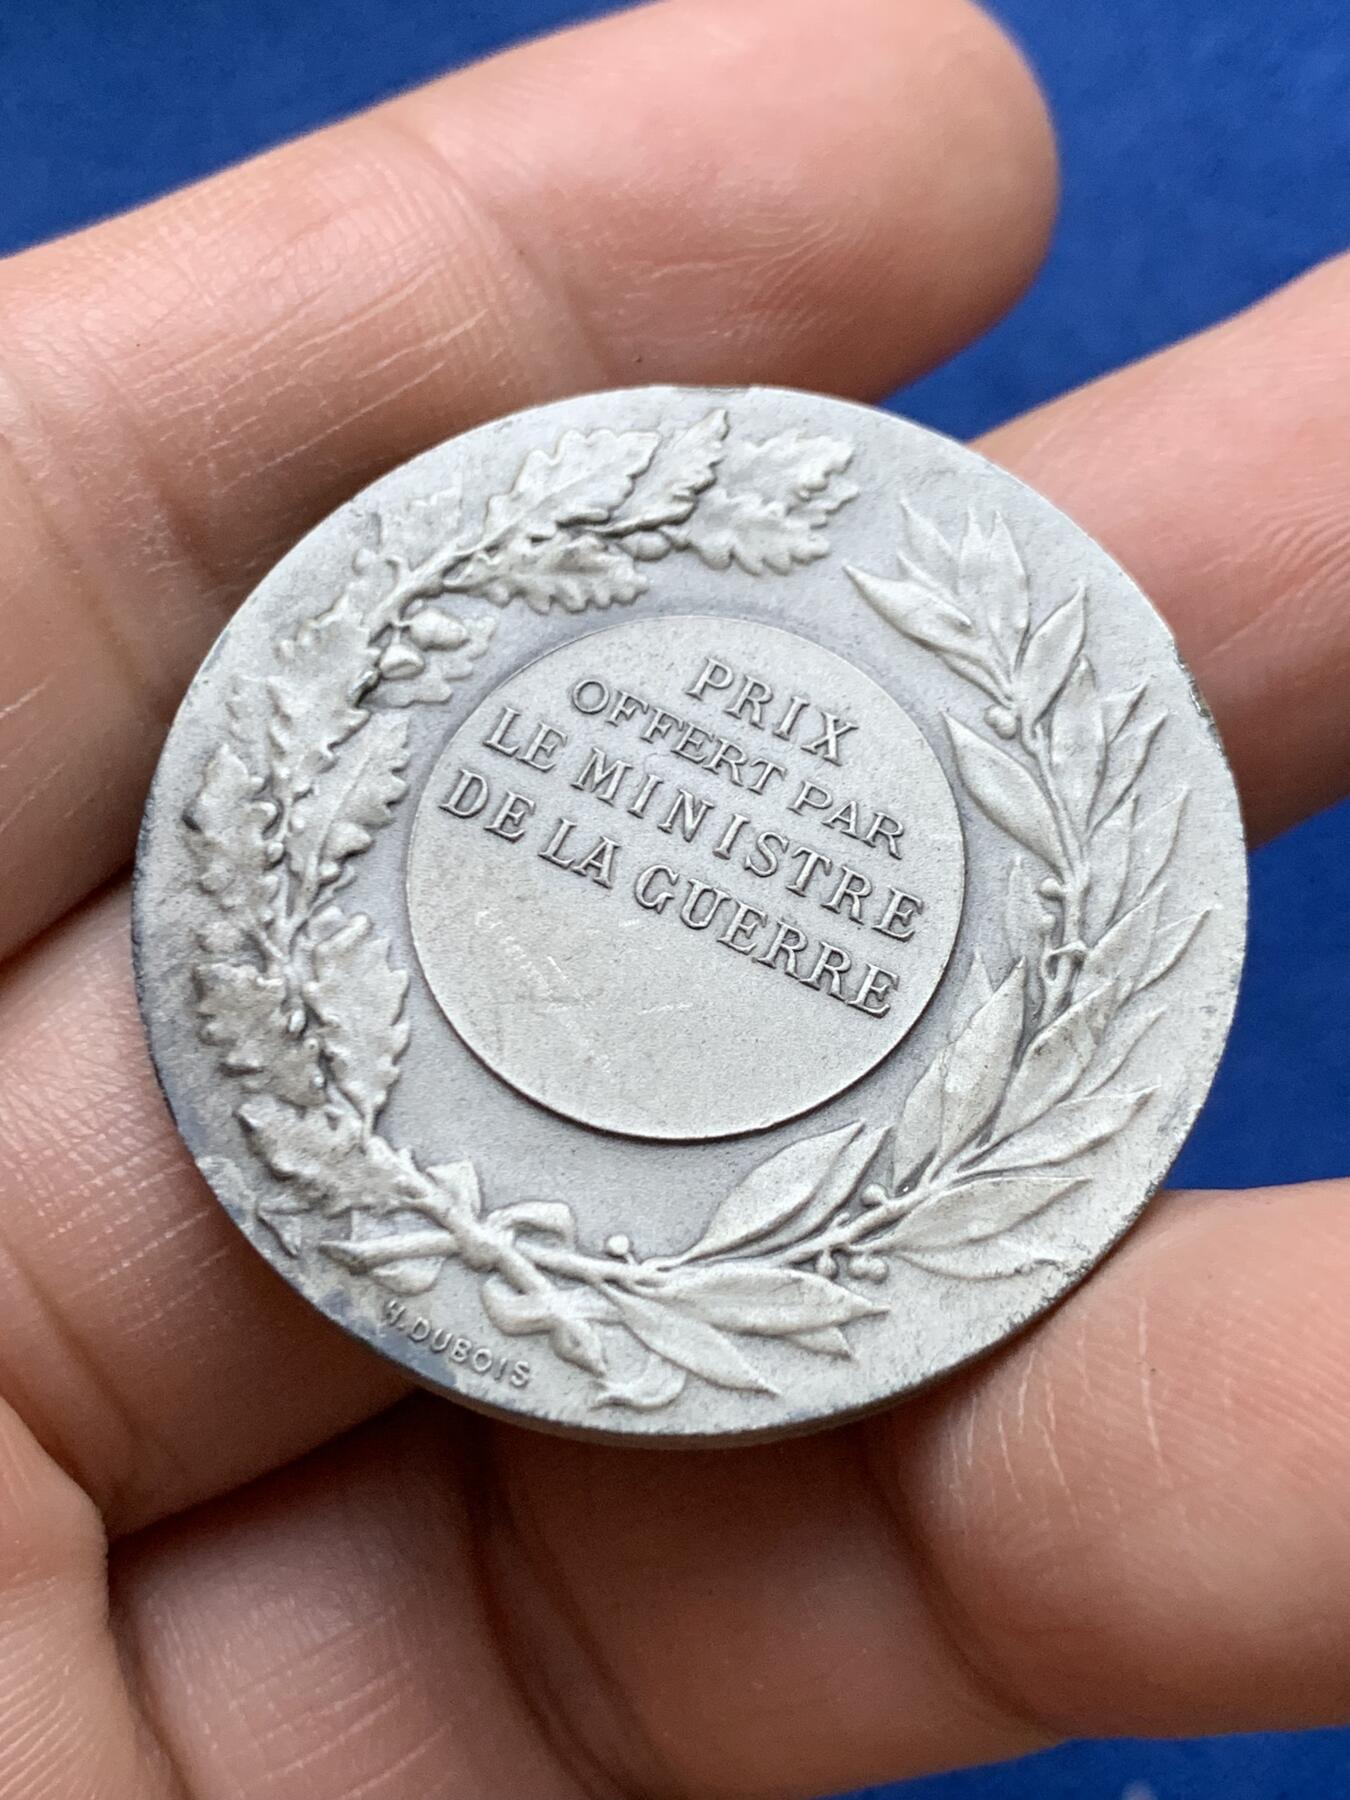 PRIX
OFFERT PAR
LE MINISTRE
DE LA GUERRE
H.DUBOIS